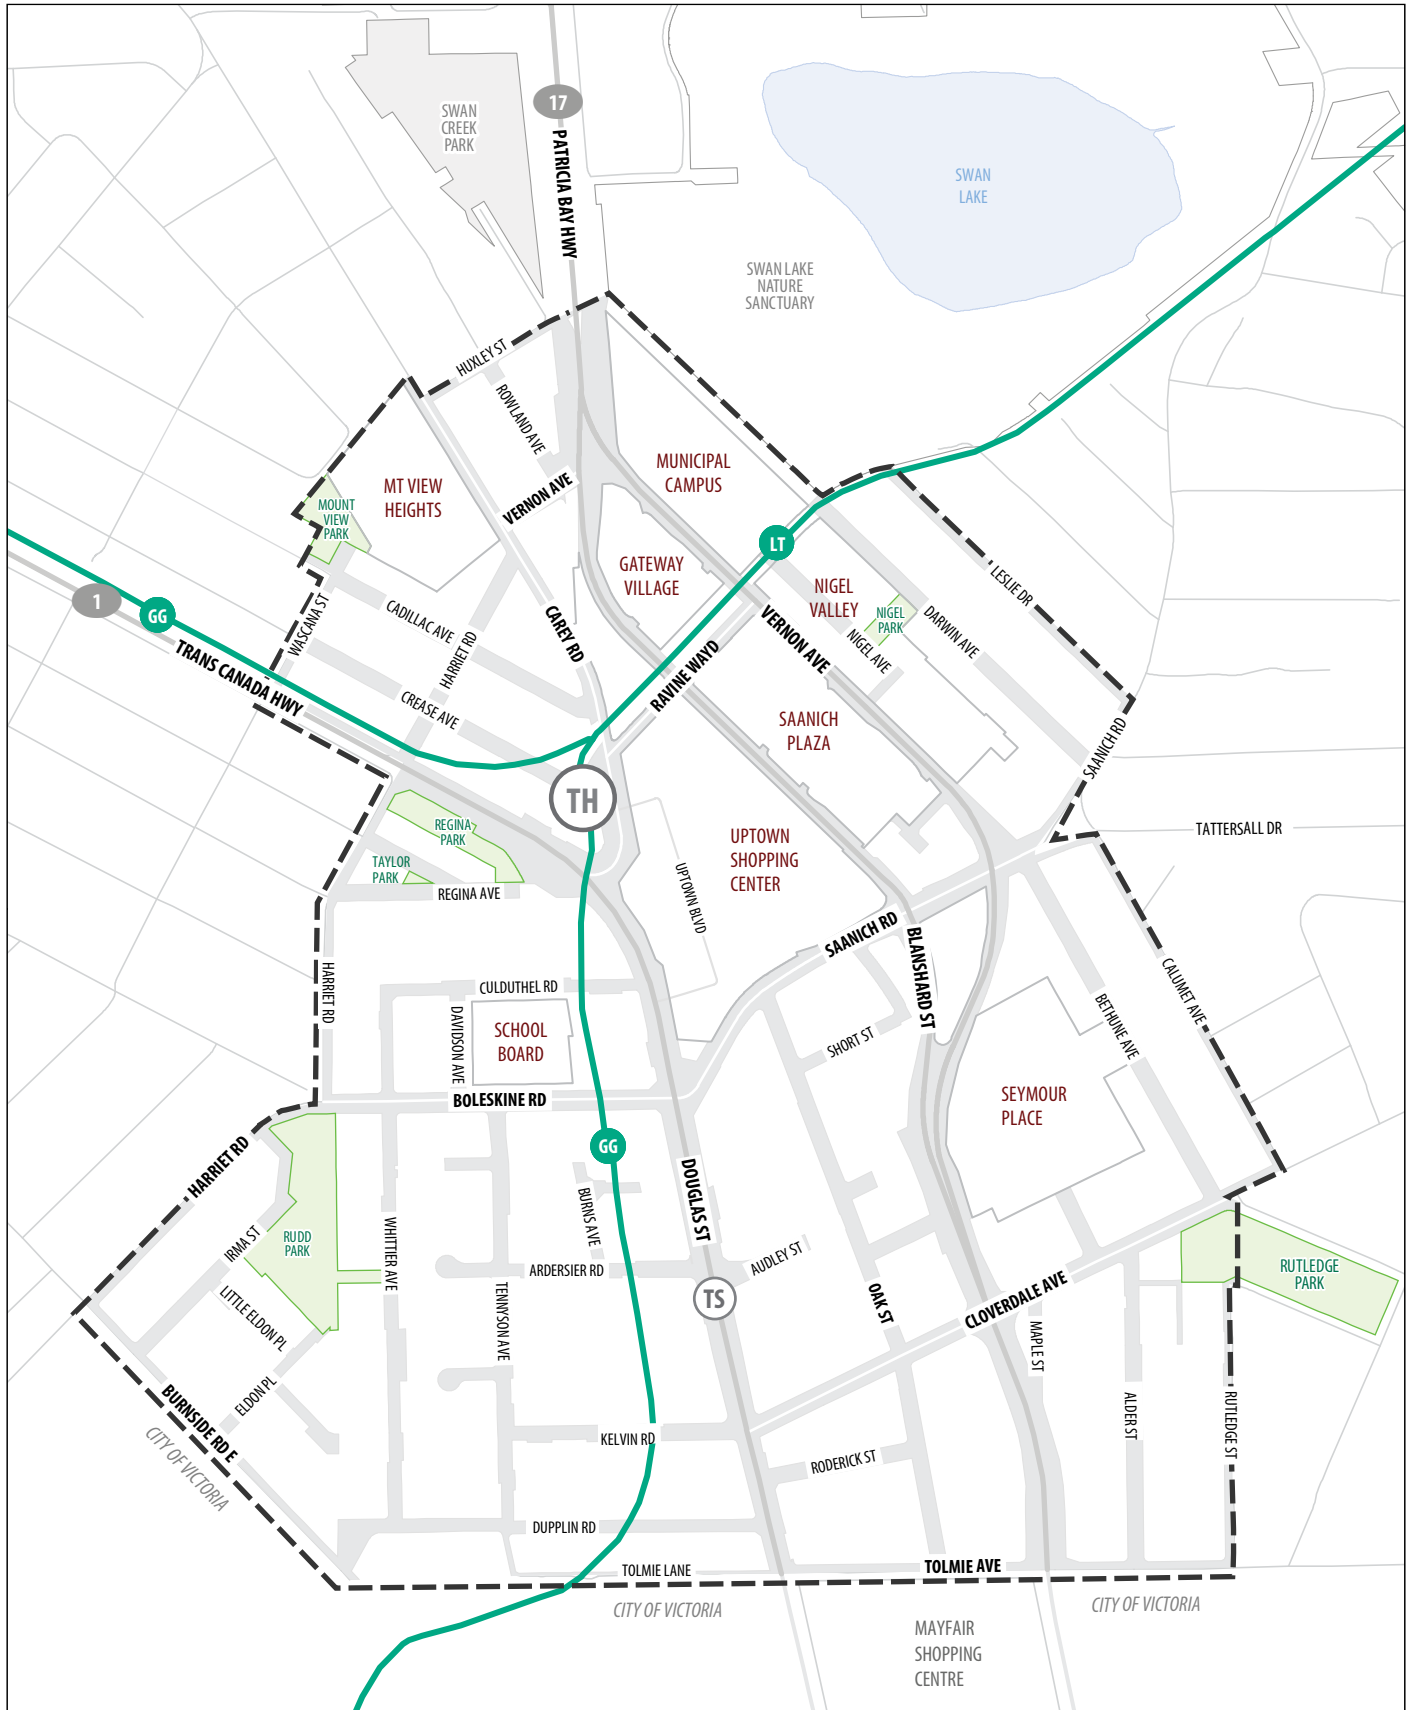 17
SWAN
CREEK
PARK
PATRICIA BAY HWY
SWAN
LAKE
SWAN LAKE
NATURE
SANCTUARY
HUXLEY ST
ROWLAND AVE
MUNICIPAL
CAMPUS
MT VIEW
HEIGHTS
VERNON AVE
MOUNT
VIEW
PARK
LT
GATEWAY
VILLAGE
NIGEL
VALLEY
NIGEL
PARK
LESLIE DR
1
GG
WASCANA ST
CADILLAC AVE
HARRIET RD
CAREY RD
VERNON AVE
NIGEL AVE
DARWIN AVE
TRANS CANADA HWY
RAVINE WAYD
CREASE AVE
SAANICH
PLAZA
SAANICH RD
TH
REGINA
PARK
UPTOWN
SHOPPING
CENTER
TATTERSALL DR
TAYLOR
PARK
REGINA AVE
UPTOWN BLVD
SAANICH RD
BLANSHARD ST
HARRIET RD
CULDUTHEL RD
CALUMET AVE
DAVIDSON AVE
SCHOOL
BOARD
SHORT ST
BETHUNE AVE
BOLESKINE RD
SEYMOUR
PLACE
HARRIET RD
GG
DOUGLAS ST
BURNS AVE
IRMA ST
RUDD
PARK
WHITTIER AVE
ARDERSIER RD
AUDLEY ST
RUTLEDGE
PARK
LITTLE ELDON PL
TENNYSON AVE
TS
OAK ST
CLOVERDALE AVE
MAPLE ST
ELDON PL
BURNSIDE RD E
CITY OF VICTORIA
ALDER ST
RUTLEDGE ST
KELVIN RD
RODERICK ST
DUPPLIN RD
TOLMIE LANE
TOLMIE AVE
CITY OF VICTORIA
CITY OF VICTORIA
MAYFAIR
SHOPPING
CENTRE